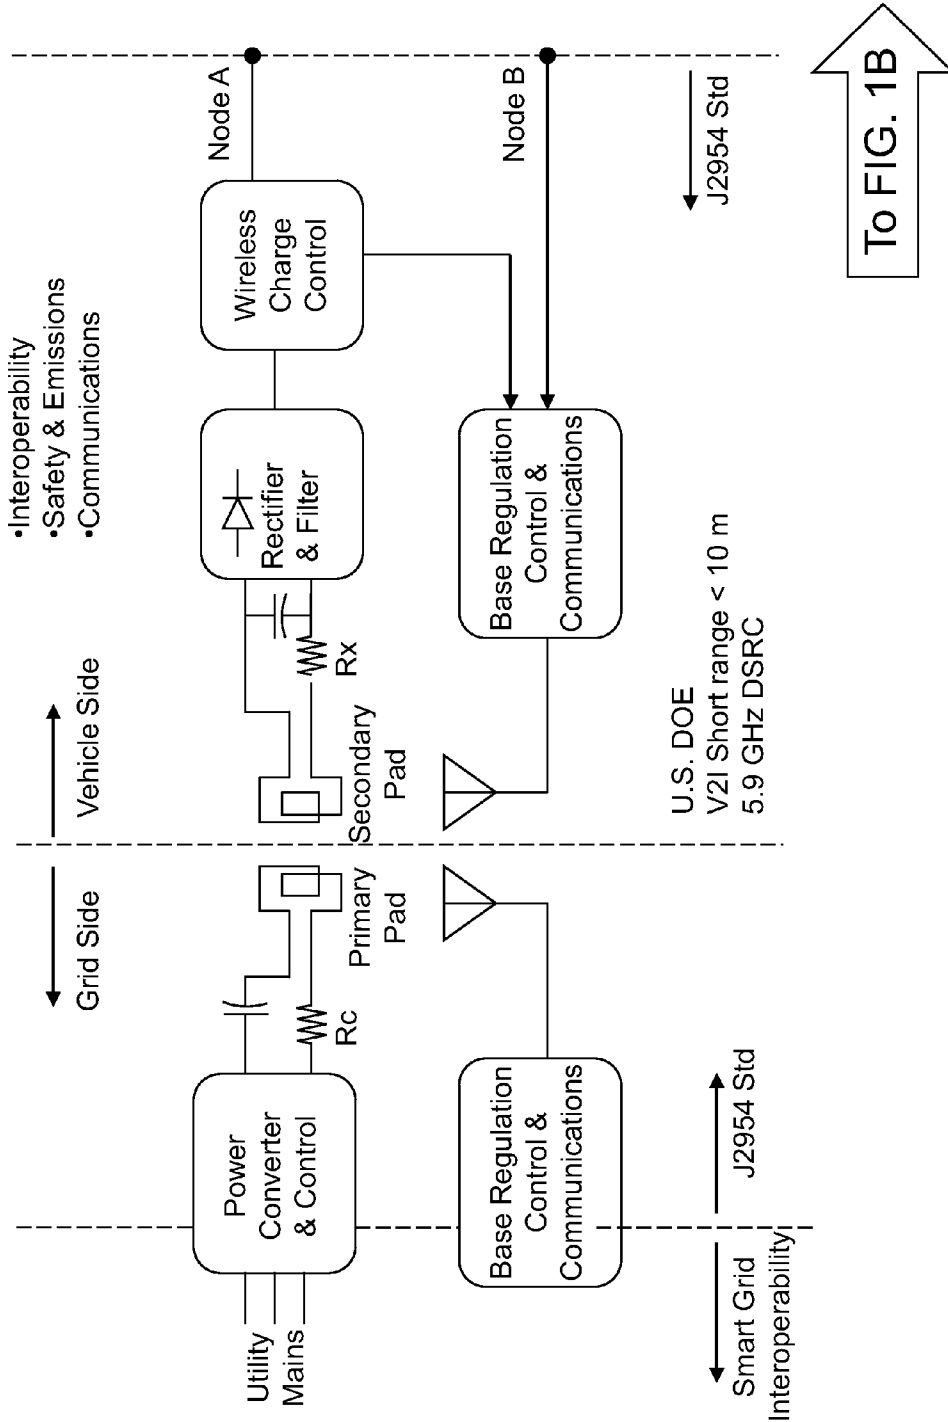 •Interoperability
•Safety & Emissions
•Communications
Grid Side
Vehicle Side
Utility
Mains
Power
Converter
& Control
Rc
Primary
Pad
Secondary
Pad
Rx
Rectifier
& Filter
Wireless
Charge
Control
Node A
Base Regulation
Control &
Communications
Base Regulation
Control &
Communications
Node B
Smart Grid
Interoperability
J2954 Std
U.S. DOE
V2I Short range < 10 m
5.9 GHz DSRC
J2954 Std
To FIG. 1B